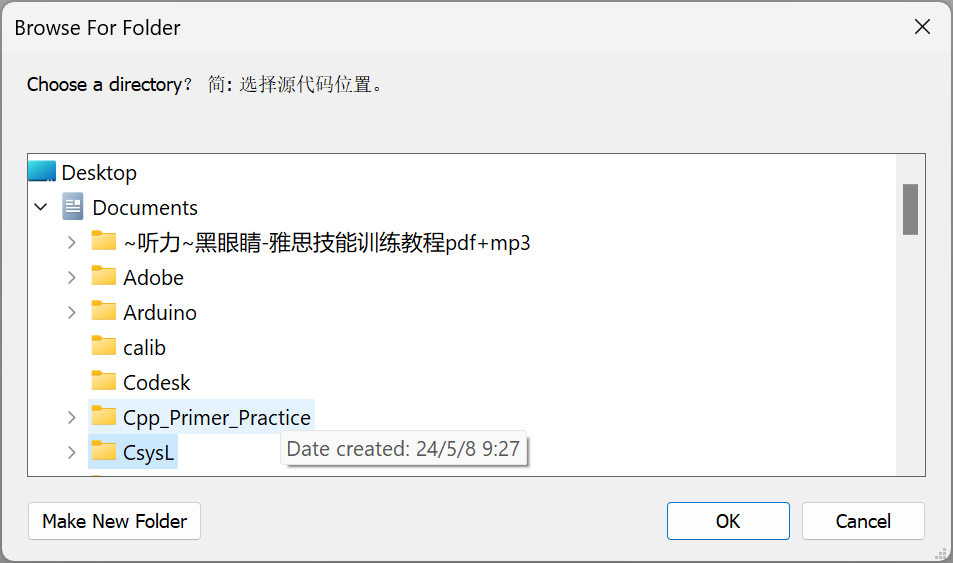 Browse For Folder
Choose a directory? 简: 选择源代码位置。
Desktop
Documents
~听力~黑眼睛-雅思技能训练教程pdf+mp3
Adobe
Arduino
calib
Codesk
Cpp_Primer_Practice
CsysL
Date created: 24/5/8 9:27
Make New Folder
OK
Cancel